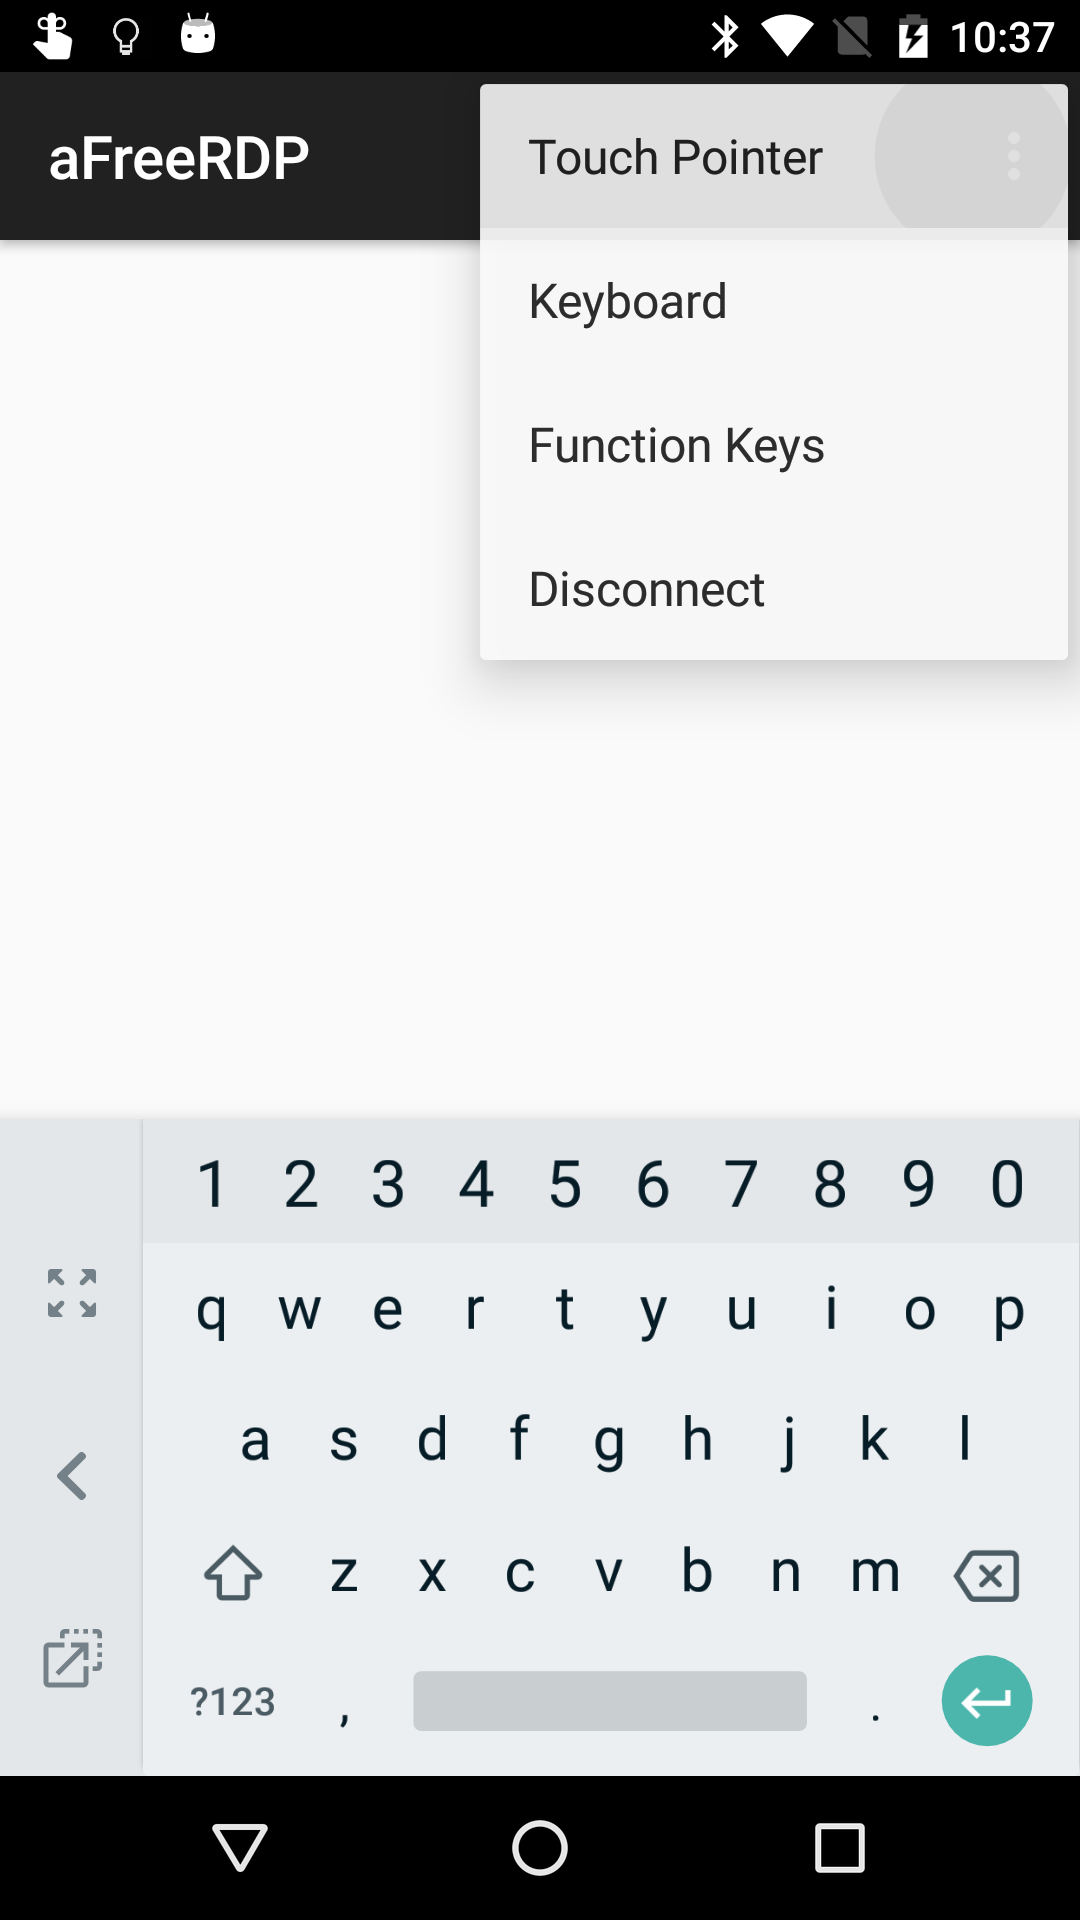 10:37
aFreeRDP
Touch Pointer
Keyboard
Function Keys
Disconnect
1 2 3 4 5 6 7 8 9 0
q w e r t y u i o p
a s d f g h j k l
z x c v b n m
?123 , .